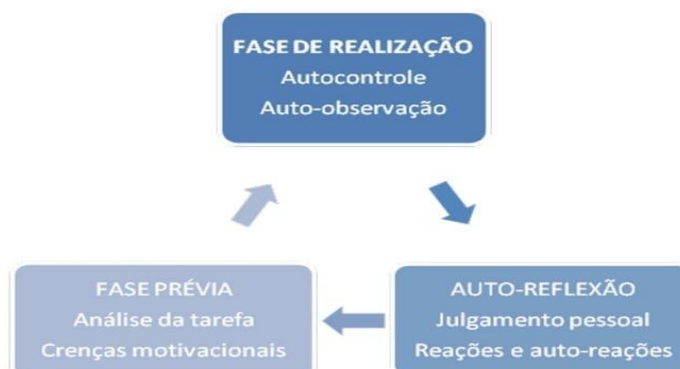 FASE DE REALIZAÇÃO
Autocontrole
Auto-observação
FASE PRÉVIA
Análise da tarefa
Crenças motivacionais
AUTO-REFLEXÃO
Julgamento pessoal
Reações e auto-reações